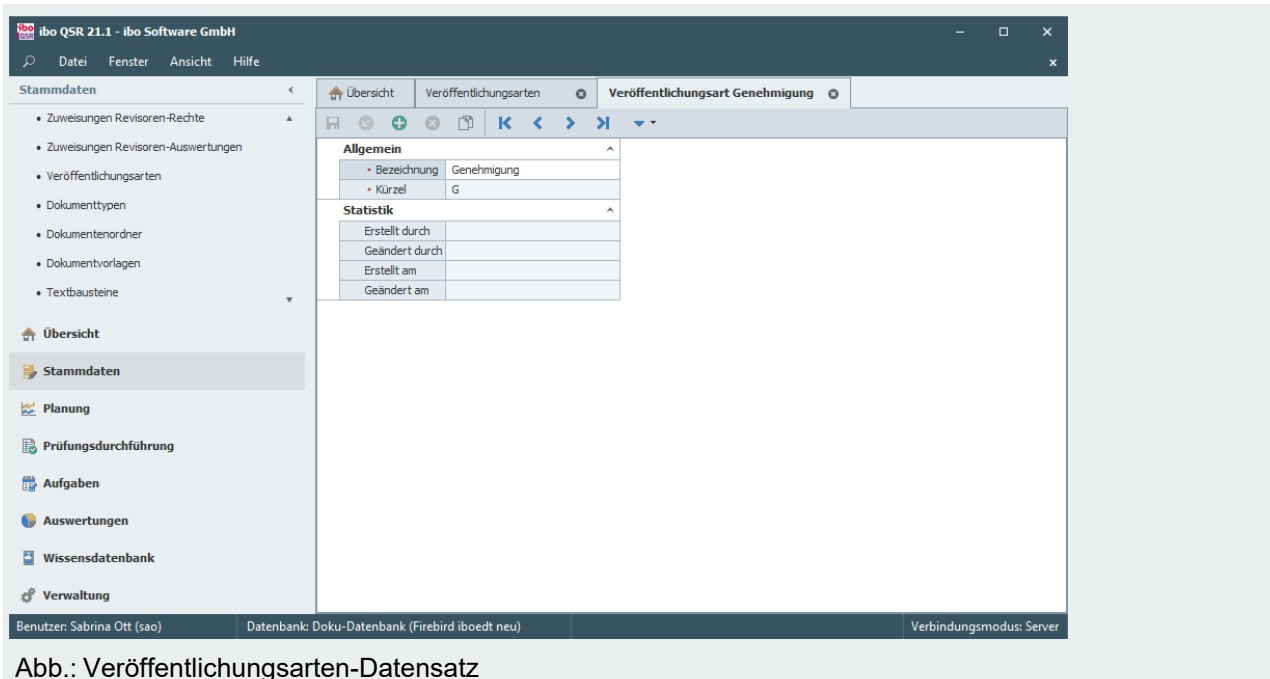 ibo QSR 21.1 - ibo Software GmbH
Datei Fenster Ansicht Hilfe
Stammdaten
• Zuweisungen Revisoren-Rechte
• Zuweisungen Revisoren-Auswertungen
• Veröffentlichungsarten
• Dokumenttypen
• Dokumentenordner
• Dokumentvorlagen
• Textbausteine
Übersicht
Stammdaten
Planung
Prüfungsdurchführung
Aufgaben
Auswertungen
Wissensdatenbank
Verwaltung
Übersicht Veröffentlichungsarten Veröffentlichungsart Genehmigung
Allgemein
• Bezeichnung Genehmigung
• Kürzel G
Statistik
Erstellt durch
Geändert durch
Erstellt am
Geändert am
Benutzer: Sabrina Ott (sao) Datenbank: Doku-Datenbank (Firebird iboedt neu) Verbindungsmodus: Server
Abb.: Veröffentlichungsarten-Datensatz